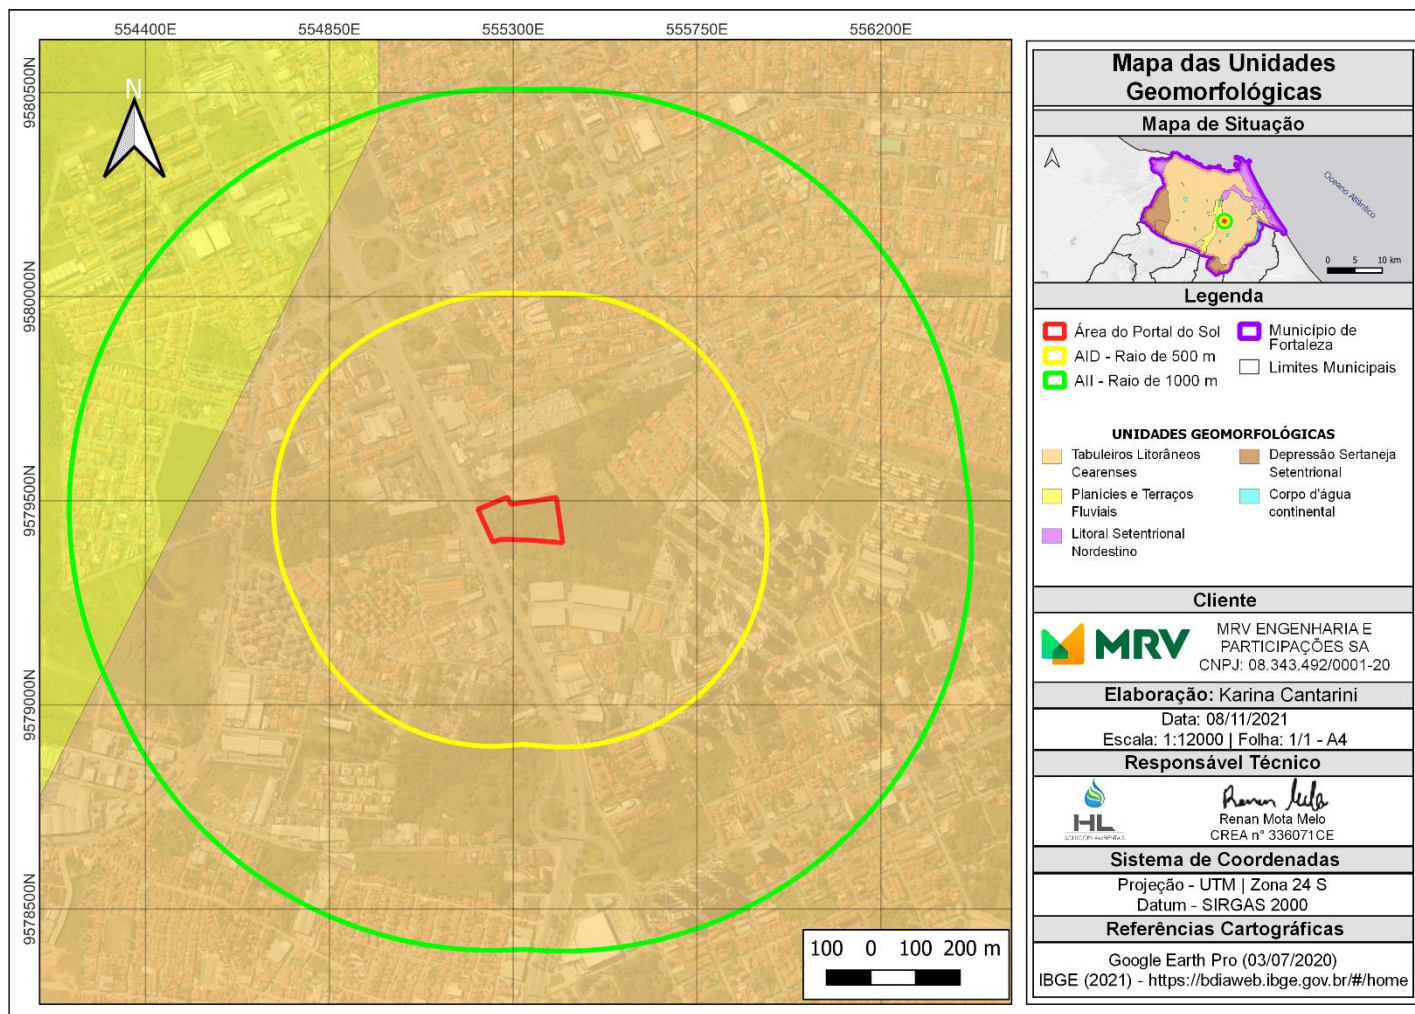 554400E 554850E 555300E 555750E 556200E
9580500N
9580000N
9579500N
9579000N
9578500N
N
100 0 100 200 m
Mapa das Unidades
Geomorfológicas
Mapa de Situação
Oceano Atlântico
0 5 10 km
Legenda
Área do Portal do Sol
AID - Raio de 500 m
AII - Raio de 1000 m
Município de
Fortaleza
Limites Municipais
UNIDADES GEOMORFOLÓGICAS
Tabuleiros Litorâneos
Cearenses
Planícies e Terraços
Fluviais
Litoral Setentrional
Nordestino
Depressão Sertaneja
Setentrional
Corpo d'água
continental
Cliente
MRV
MRV ENGENHARIA E
PARTICIPAÇÕES SA
CNPJ: 08.343.492/0001-20
Elaboração: Karina Cantarini
Data: 08/11/2021
Escala: 1:12000 | Folha: 1/1 - A4
Responsável Técnico
HL
SOLUÇÕES AMBIENTAIS
Renan Mota Melo
CREA n° 336071CE
Sistema de Coordenadas
Projeção - UTM | Zona 24 S
Datum - SIRGAS 2000
Referências Cartográficas
Google Earth Pro (03/07/2020)
IBGE (2021) - https://bdiaweb.ibge.gov.br/#/home